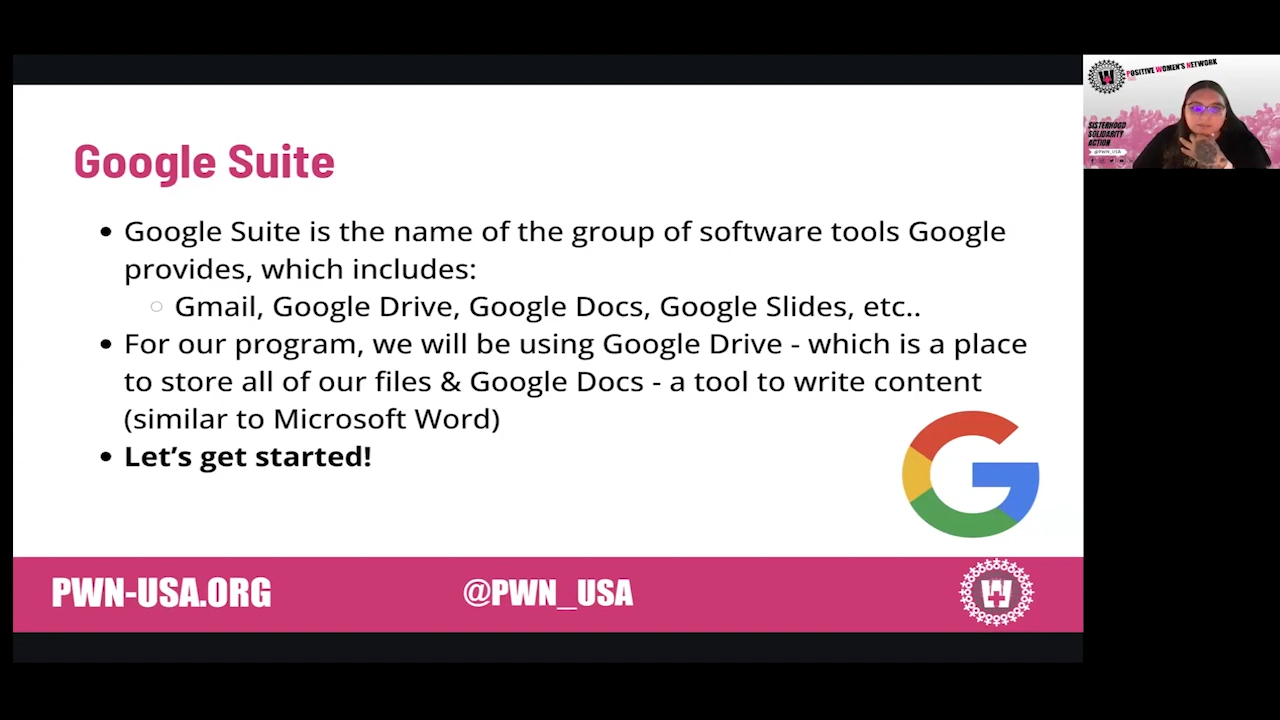 Google Suite
Google Suite is the name of the group of software tools Google
provides, which includes:
Gmail, Google Drive, Google Docs, Google Slides, etc..
For our program, we will be using Google Drive - which is a place
to store all of our files & Google Docs - a tool to write content
(similar to Microsoft Word)
Let's get started!
PWN-USA.ORG
@PWN_USA
POSITIVE WOMEN'S NETWORK
SISTERHOOD
SOLIDARITY
ACTION
@PWN_USA